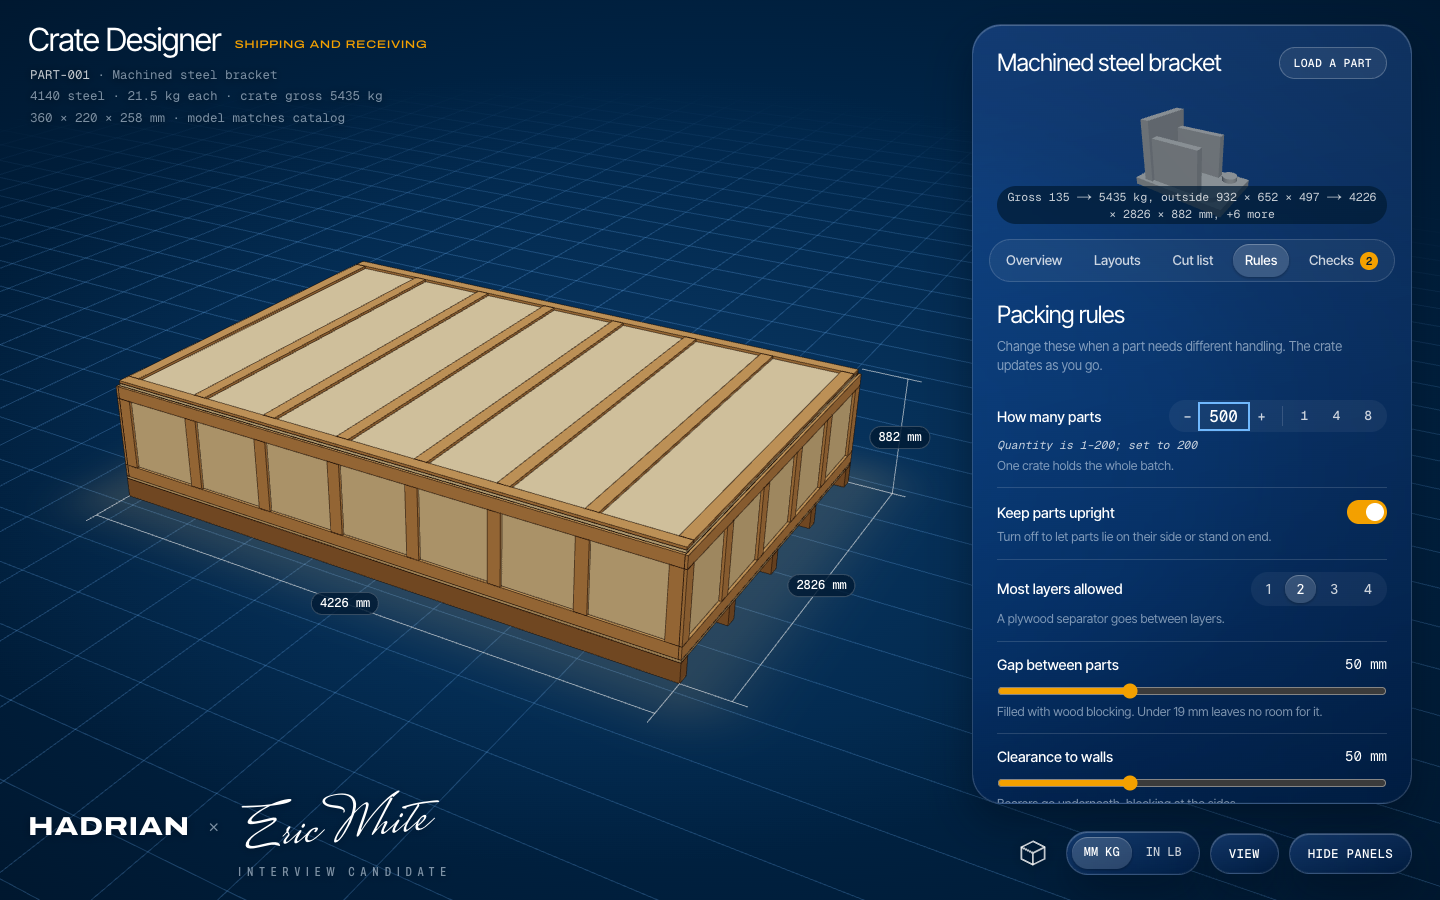 Crate Designer SHIPPING AND RECEIVING
PART-001 · Machined steel bracket
4140 steel · 21.5 kg each · crate gross 5435 kg
360 × 220 × 258 mm · model matches catalog
882 mm
2826 mm
4226 mm
HADRIAN × Eric White
INTERVIEW CANDIDATE
Machined steel bracket LOAD A PART
Gross 135 → 5435 kg, outside 932 × 652 × 497 → 4226
× 2826 × 882 mm, +6 more
Overview Layouts Cut list Rules Checks 2
Packing rules
Change these when a part needs different handling. The crate
updates as you go.
How many parts − 500 + 1 4 8
Quantity is 1–200; set to 200
One crate holds the whole batch.
Keep parts upright
Turn off to let parts lie on their side or stand on end.
Most layers allowed 1 2 3 4
A plywood separator goes between layers.
Gap between parts 50 mm
Filled with wood blocking. Under 19 mm leaves no room for it.
Clearance to walls 50 mm
Bearers go underneath, blocking at the sides.
MM KG IN LB VIEW HIDE PANELS